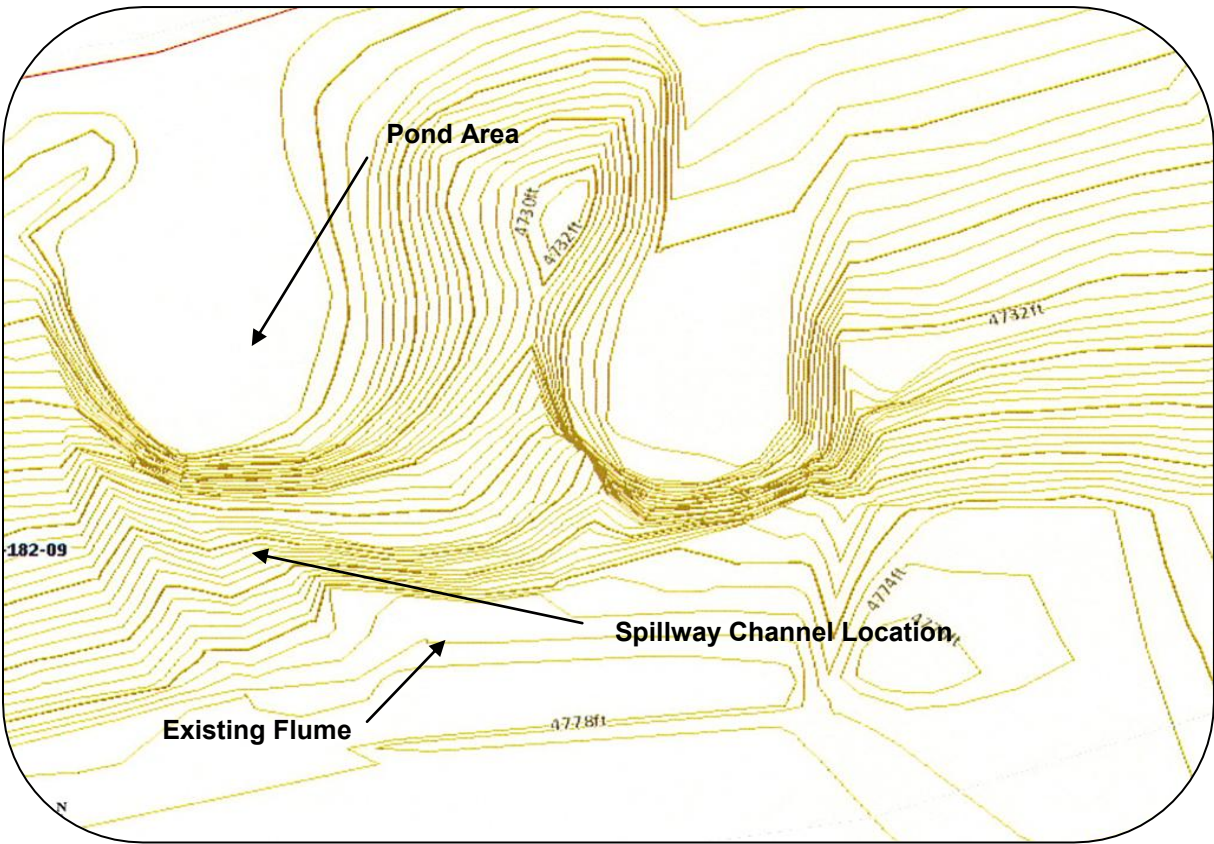 Pond Area
4730ft
4732ft
4732ft
-182-09
4774ft
Spillway Channel Location
Existing Flume
4778ft
N